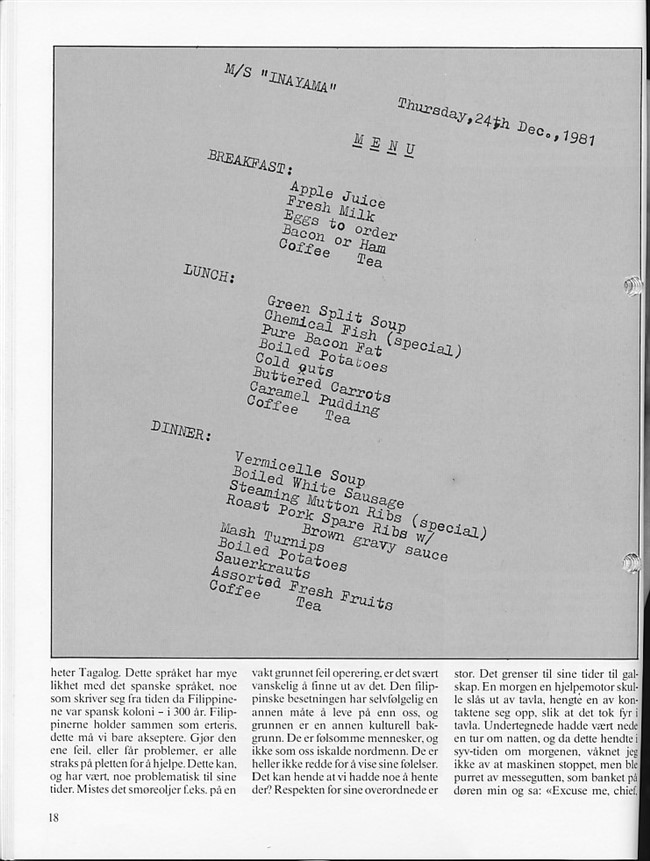 M/S "INAYAMA"
Thursday,24th Dec.,1981
M E N U
BREAKFAST:
Apple Juice
Fresh Milk
Eggs to order
Bacon or Ham
Coffee Tea
LUNCH:
Green Split Soup
Chemical Fish (special)
Pure Bacon Fat
Boiled Potatoes
Cold outs
Buttered Carrots
Caramel Pudding
Coffee Tea
DINNER:
Vermicelle Soup
Boiled White Sausage
Steaming Mutton Ribs (special)
Roast Pork Spare Ribs w/
Brown gravy sauce
Mash Turnips
Boiled Potatoes
Sauerkrauts
Assorted Fresh Fruits
Coffee Tea
heter Tagalog. Dette språket har mye
likhet med det spanske språket, noe
som skriver seg fra tiden da Filippine-
ne var spansk koloni – i 300 år. Filip-
pinerne holder sammen som erteris,
dette må vi bare akseptere. Gjør den
ene feil, eller får problemer, er alle
straks på pletten for å hjelpe. Dette kan,
og har vært, noe problematisk til sine
tider. Mistes det smøreoljer f.eks. på en
vakt grunnet feil operering, er det svært
vanskelig å finne ut av det. Den filip-
pinske besetningen har selvfølgelig en
annen måte å leve på enn oss, og
grunnen er en annen kulturell bak-
grunn. De er følsomme mennesker, og
ikke som oss iskalde nordmenn. De er
heller ikke redde for å vise sine følelser.
Det kan hende at vi hadde noe å hente
der? Respekten for sine overordnede er
stor. Det grenser til sine tider til gal-
skap. En morgen en hjelpemotor skul-
le slås ut av tavla, hengte en av kon-
taktene seg opp, slik at det tok fyr i
tavla. Undertegnede hadde vært nede
en tur om natten, og da dette hendte i
syv-tiden om morgenen, våknet jeg
ikke av at maskinen stoppet, men ble
purret av messegutten, som banket på
døren min og sa: «Excuse me, chief,
18